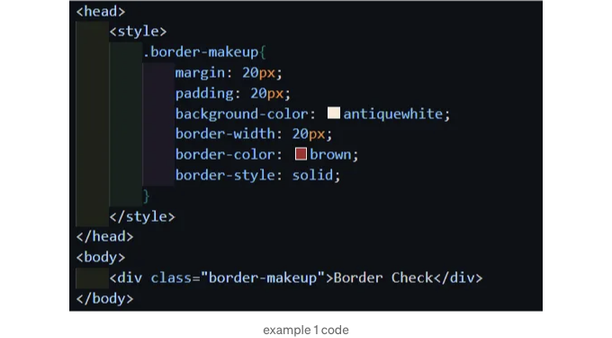 <head>
<style>
.border-makeup{
margin: 20px;
padding: 20px;
background-color: antiquewhite;
border-width: 20px;
border-color: brown;
border-style: solid;
}
</style>
</head>
<body>
<div class="border-makeup">Border Check</div>
</body>
example 1 code